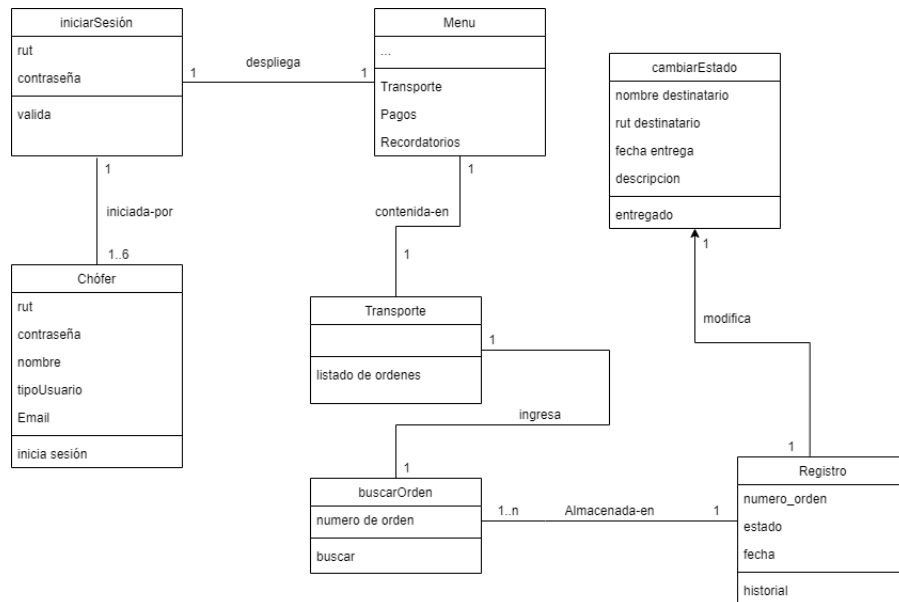 iniciarSesión
rut
contraseña
valida
1
despliega
1
Menu
...
Transporte
Pagos
Recordatorios
cambiarEstado
nombre destinatario
rut destinatario
fecha entrega
descripcion
entregado
1
iniciada-por
1..6
1
contenida-en
1
1
modifica
1
Chófer
rut
contraseña
nombre
tipoUsuario
Email
inicia sesión
Transporte
listado de ordenes
1
ingresa
1
buscarOrden
numero de orden
buscar
1..n
Almacenada-en
1
Registro
numero_orden
estado
fecha
historial